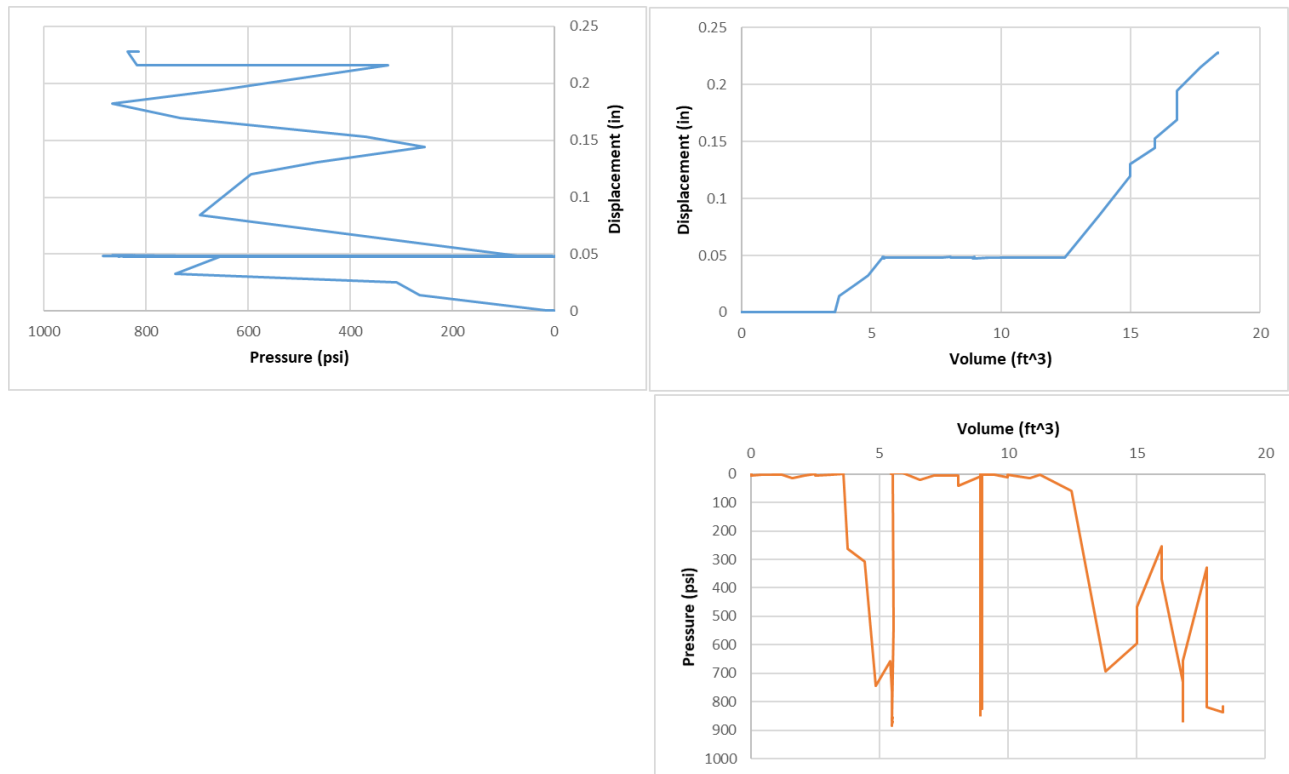 0.25
0.2
0.15
0.1
0.05
0
Displacement (in)
1000 800 600 400 200 0
Pressure (psi)
0.25
0.2
0.15
0.1
0.05
0
Displacement (in)
0 5 10 15 20
Volume (ft^3)
Volume (ft^3)
0 5 10 15 20
0
100
200
300
400
500
600
700
800
900
1000
Pressure (psi)